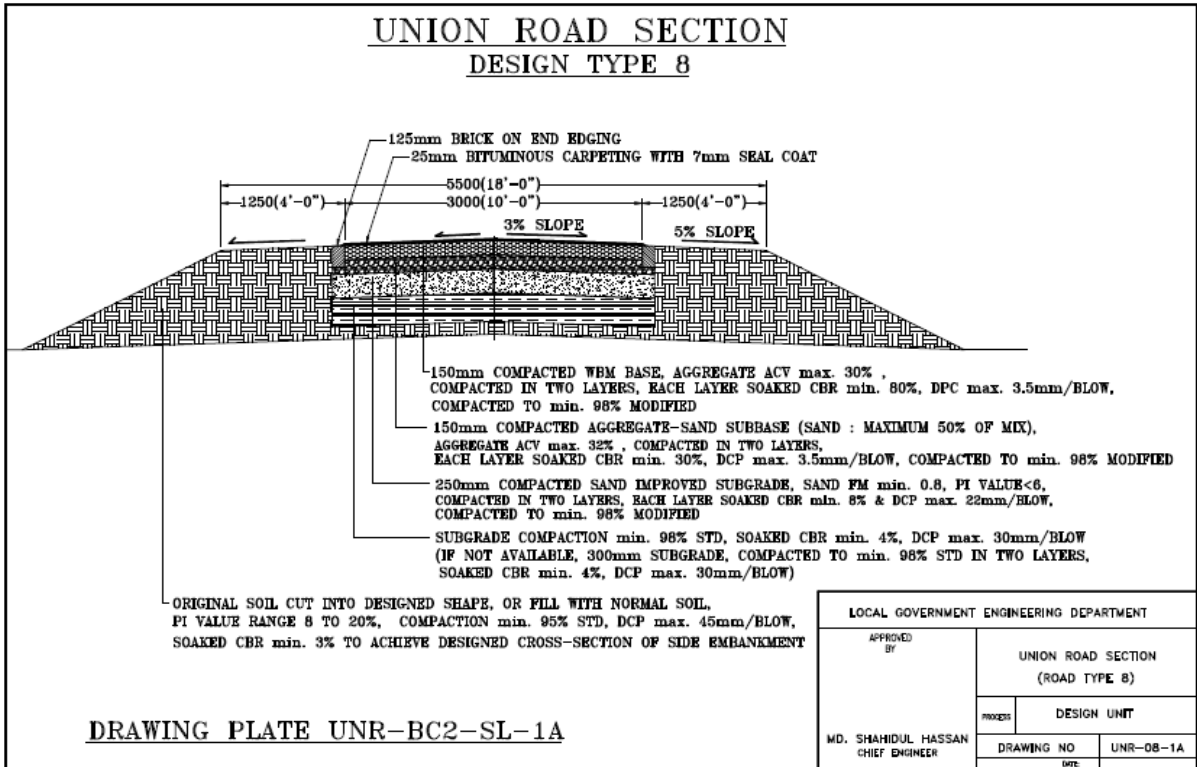 UNION ROAD SECTION
DESIGN TYPE 8
125mm BRICK ON END EDGING
25mm BITUMINOUS CARPETING WITH 7mm SEAL COAT
5500(18'-0")
1250(4'-0") 3000(10'-0") 1250(4'-0")
3% SLOPE
5% SLOPE
150mm COMPACTED WBM BASE, AGGREGATE ACV max. 30% ,
COMPACTED IN TWO LAYERS, EACH LAYER SOAKED CBR min. 80%, DPC max. 3.5mm/BLOW,
COMPACTED TO min. 98% MODIFIED
150mm COMPACTED AGGREGATE-SAND SUBBASE (SAND : MAXIMUM 50% OF MIX),
AGGREGATE ACV max. 32% , COMPACTED IN TWO LAYERS,
EACH LAYER SOAKED CBR min. 30%, DCP max. 3.5mm/BLOW, COMPACTED TO min. 98% MODIFIED
250mm COMPACTED SAND IMPROVED SUBGRADE, SAND FM min. 0.8, PI VALUE<6,
COMPACTED IN TWO LAYERS, EACH LAYER SOAKED CBR min. 8% & DCP max. 22mm/BLOW,
COMPACTED TO min. 98% MODIFIED
SUBGRADE COMPACTION min. 98% STD, SOAKED CBR min. 4%, DCP max. 30mm/BLOW
(IF NOT AVAILABLE, 300mm SUBGRADE, COMPACTED TO min. 98% STD IN TWO LAYERS,
SOAKED CBR min. 4%, DCP max. 30mm/BLOW)
ORIGINAL SOIL CUT INTO DESIGNED SHAPE, OR FILL WITH NORMAL SOIL,
PI VALUE RANGE 8 TO 20%, COMPACTION min. 95% STD, DCP max. 45mm/BLOW,
SOAKED CBR min. 3% TO ACHIEVE DESIGNED CROSS-SECTION OF SIDE EMBANKMENT
DRAWING PLATE UNR-BC2-SL-1A
LOCAL GOVERNMENT ENGINEERING DEPARTMENT
APPROVED
BY
MD. SHAHIDUL HASSAN
CHIEF ENGINEER
UNION ROAD SECTION
(ROAD TYPE 8)
PROCESS DESIGN UNIT
DRAWING NO UNR-08-1A
DATE